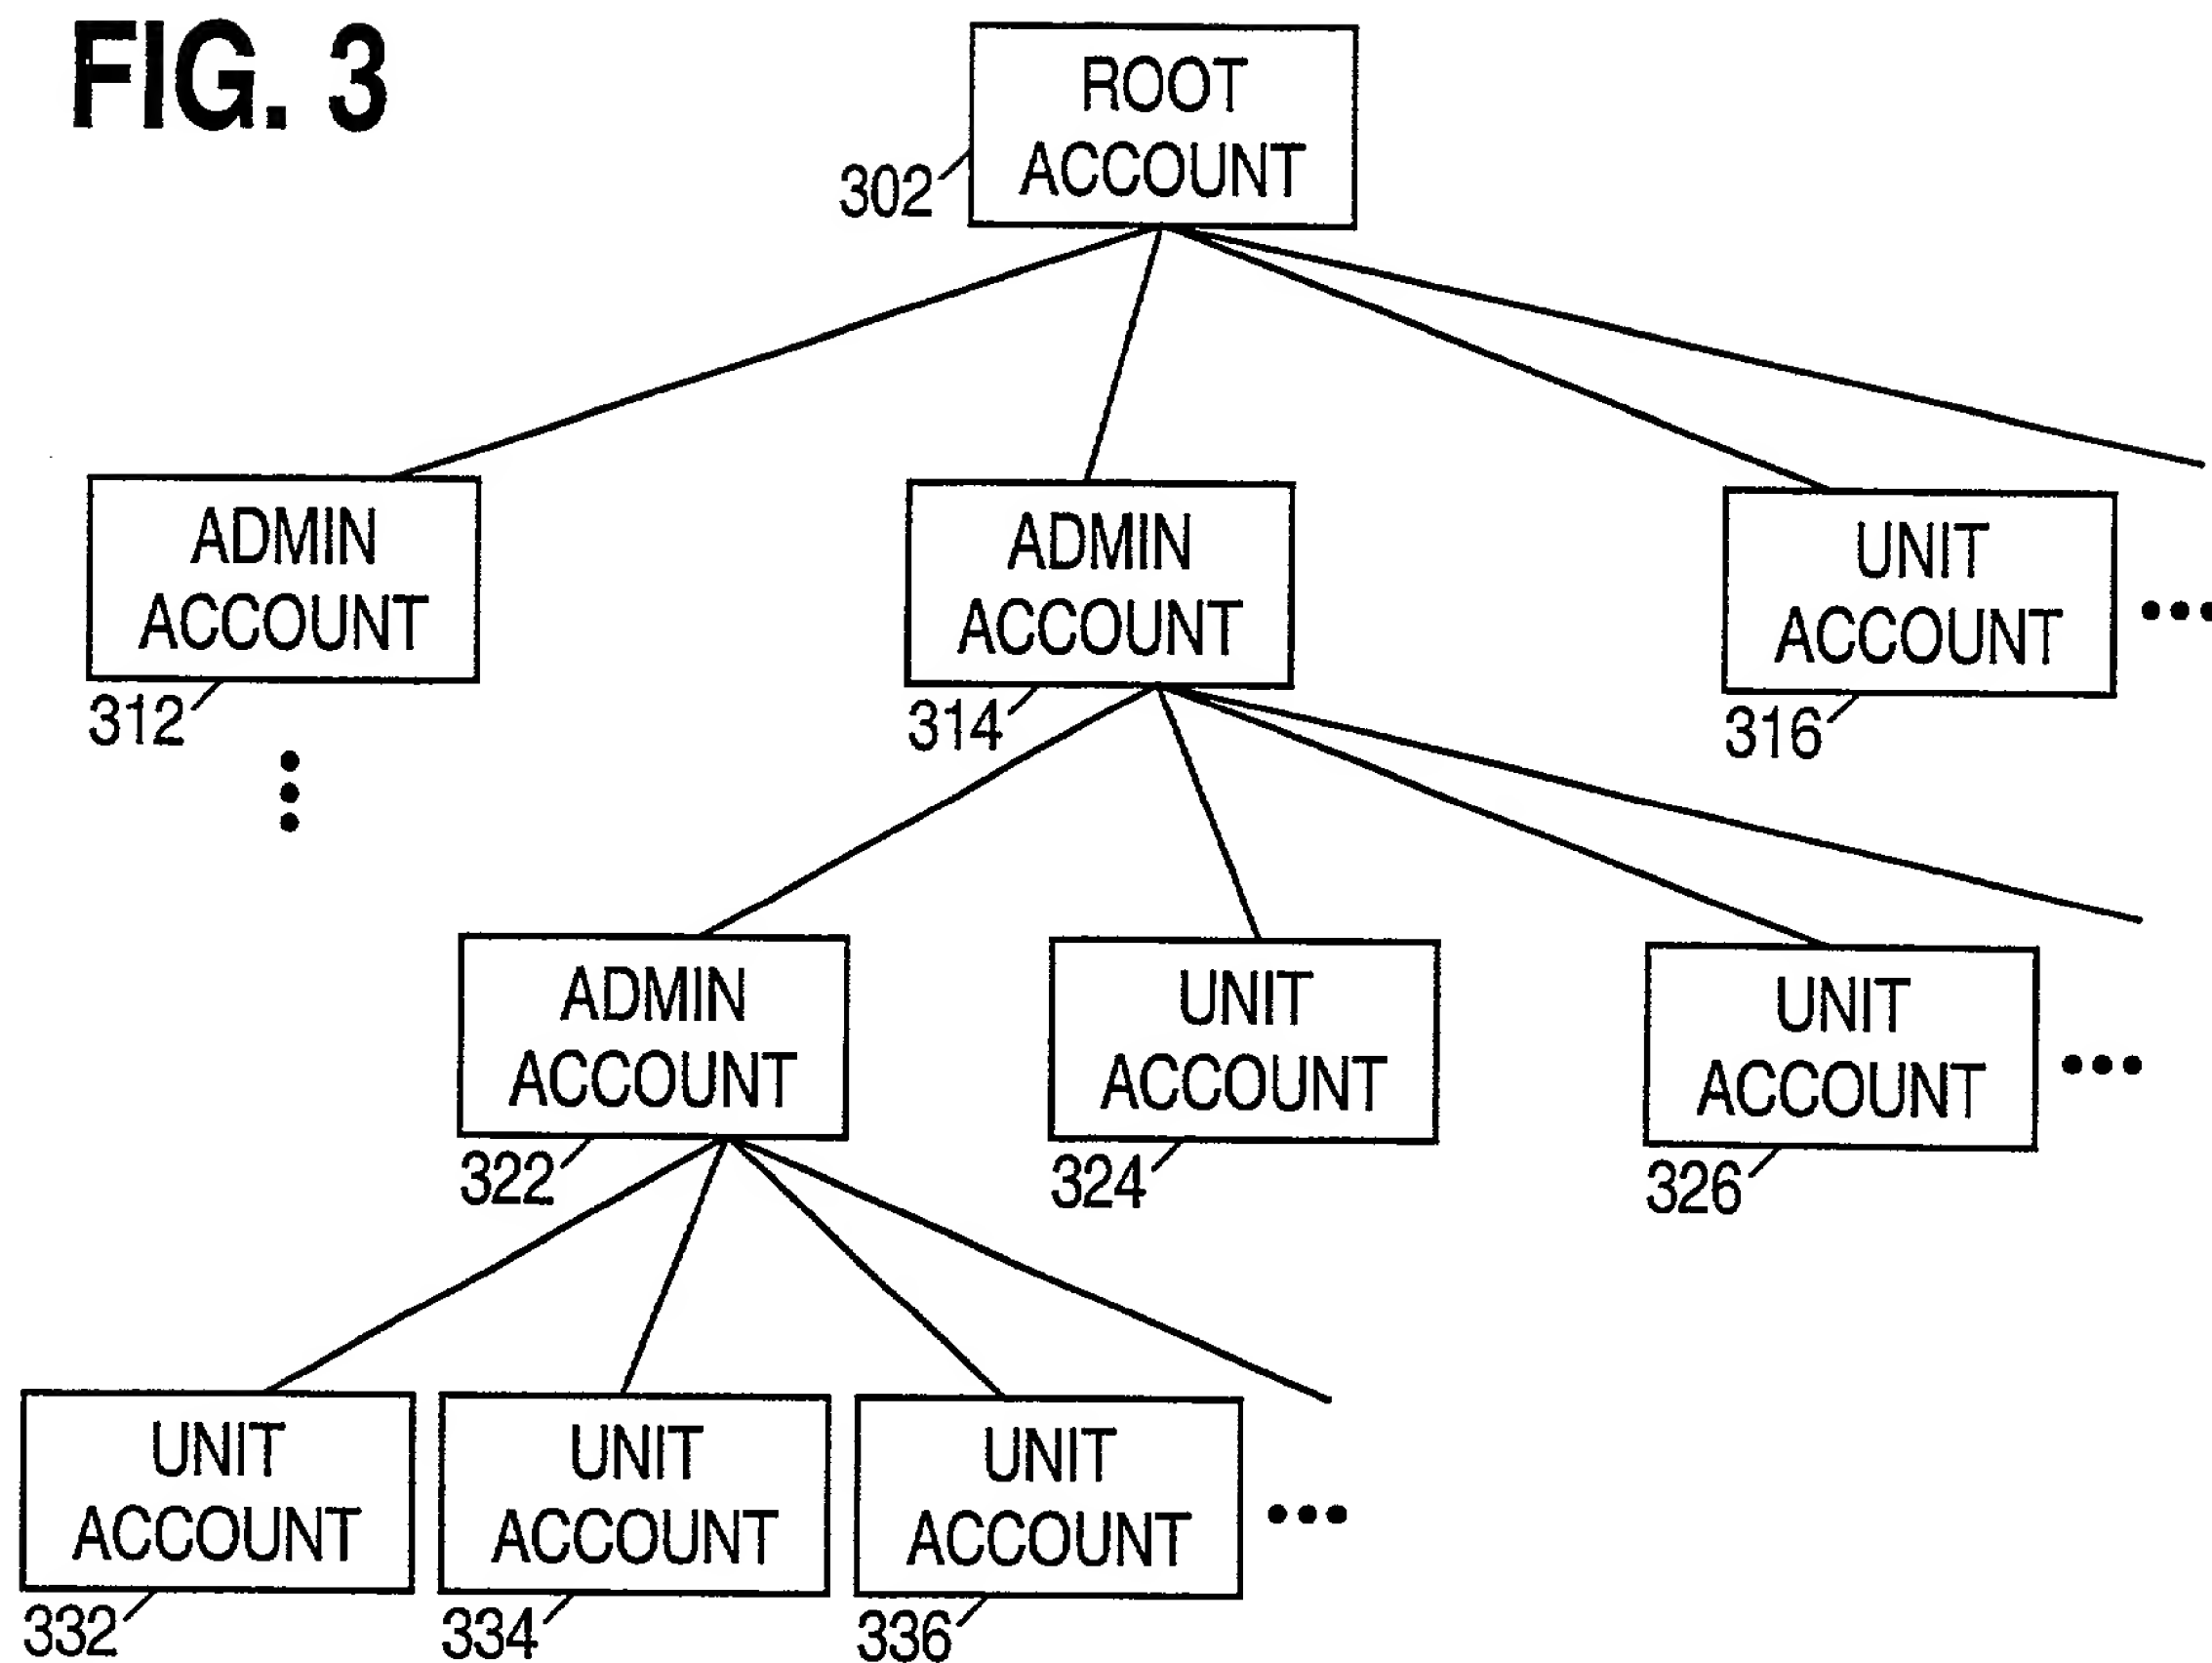 FIG. 3
ROOT
ACCOUNT
302
ADMIN
ACCOUNT
312
ADMIN
ACCOUNT
314
UNIT
ACCOUNT
316
ADMIN
ACCOUNT
322
UNIT
ACCOUNT
324
UNIT
ACCOUNT
326
UNIT
ACCOUNT
332
UNIT
ACCOUNT
334
UNIT
ACCOUNT
336